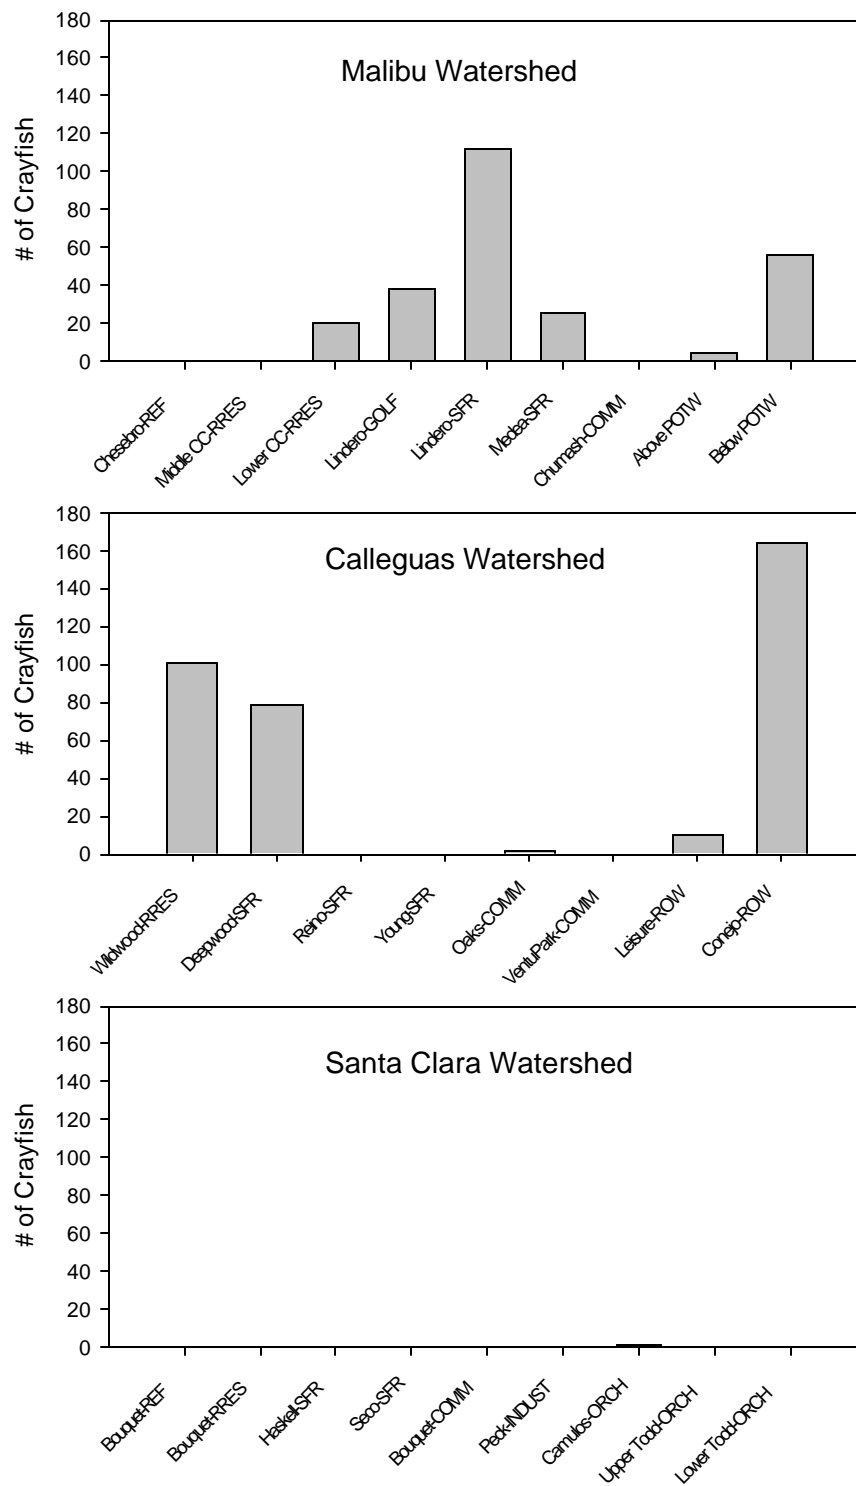 180
160
140
120
100
80
60
40
20
0
# of Crayfish
Malibu Watershed
Chesebro-REF
Middle CC-RRES
Lower CC-RRES
Lindero-GOLF
Lindero-SFR
Medea-SFR
Chumash-COMM
Above POTW
Below POTW
180
160
140
120
100
80
60
40
20
0
# of Crayfish
Calleguas Watershed
Wildwood-RRES
Deepwood-SFR
Reino-SFR
Young-SFR
Oaks-COMM
VentuPark-COMM
Leisure-ROW
Conejo-ROW
180
160
140
120
100
80
60
40
20
0
# of Crayfish
Santa Clara Watershed
Bouquet-REF
Bouquet-RRES
Haskell-SFR
Seco-SFR
Bouquet-COMM
Peck-INDUST
Camulos-ORCH
Upper Todd-ORCH
Lower Todd-ORCH